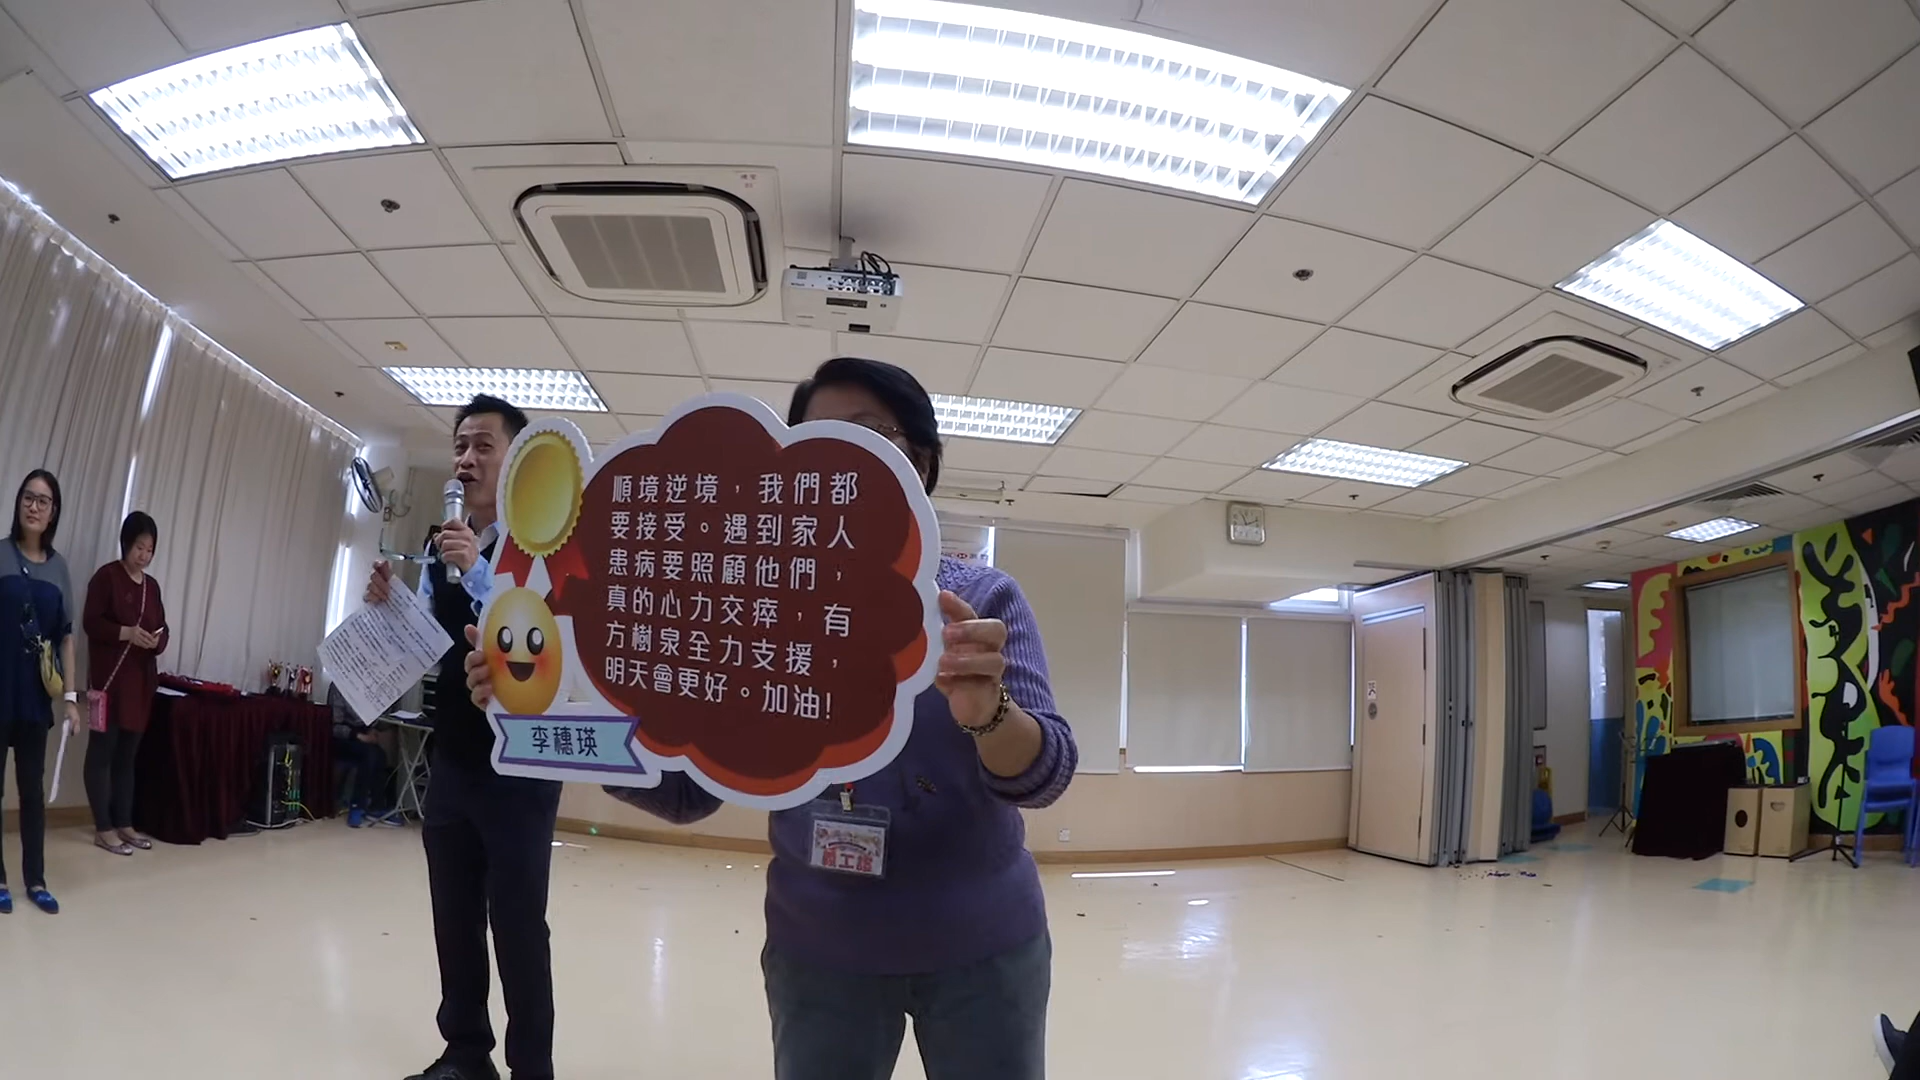 順境逆境，我們都
要接受。遇到家人
患病要照顧他們，
真的心力交瘁，有
方樹泉全力支援，
明天會更好。加油!
李穗瑛
義工證